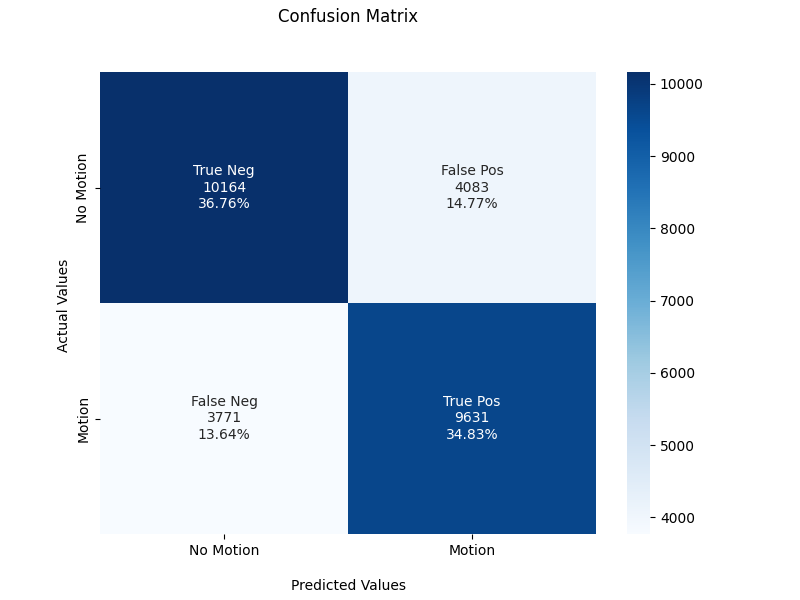 Confusion Matrix
True Neg
10164
36.76%
False Pos
4083
14.77%
False Neg
3771
13.64%
True Pos
9631
34.83%
No Motion
Motion
Actual Values
No Motion
Motion
Predicted Values
10000
9000
8000
7000
6000
5000
4000